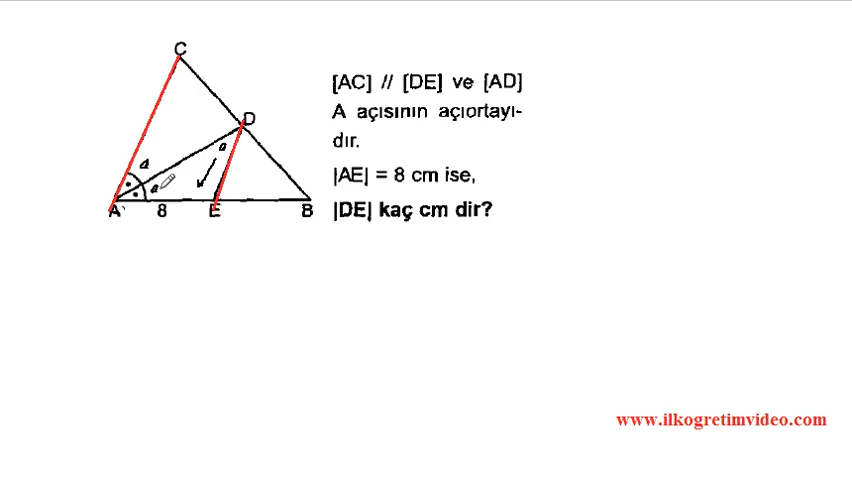 C
[AC] // [DE] ve [AD]
D
A açısının açıortayı-
a
dır.
a
a
|AE| = 8 cm ise,
A 8 E B
|DE| kaç cm dir?
www.ilkogretimvideo.com